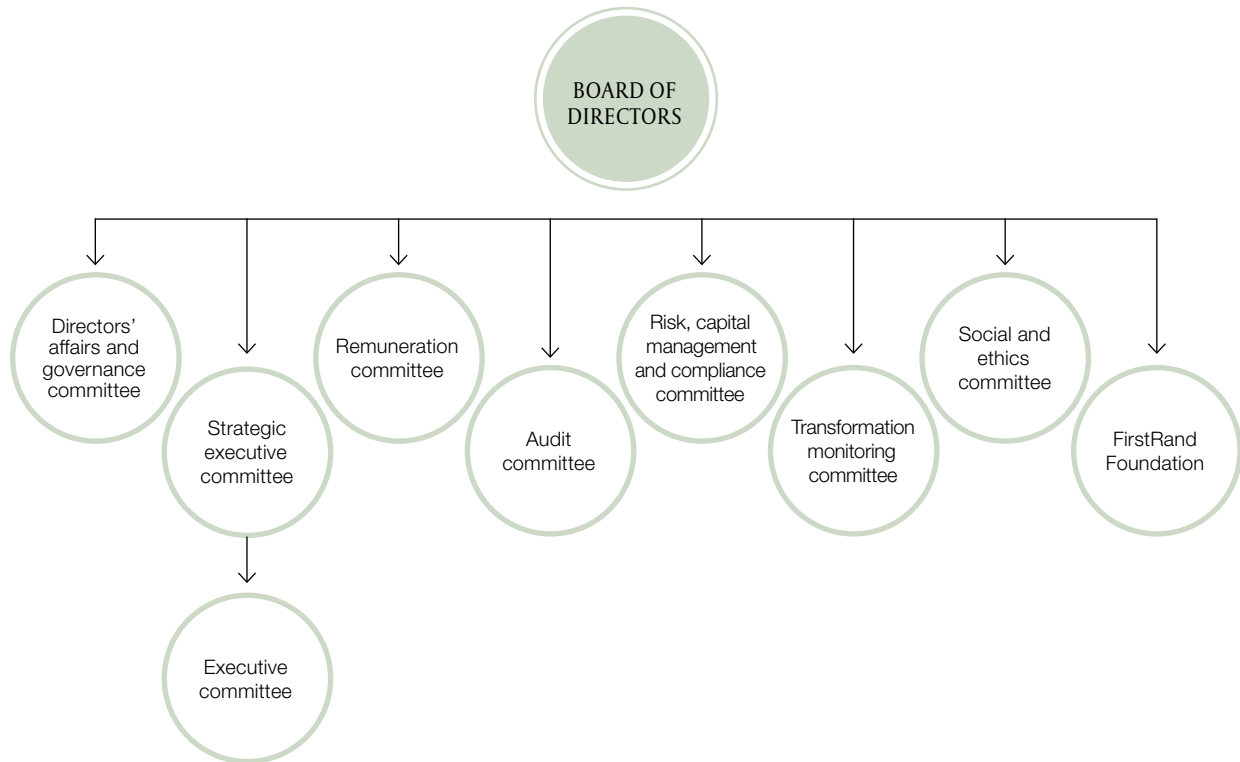 BOARD OF
DIRECTORS
Directors’
affairs and
governance
committee
Strategic
executive
committee
Remuneration
committee
Audit
committee
Risk, capital
management
and compliance
committee
Transformation
monitoring
committee
Social and
ethics
committee
FirstRand
Foundation
Executive
committee